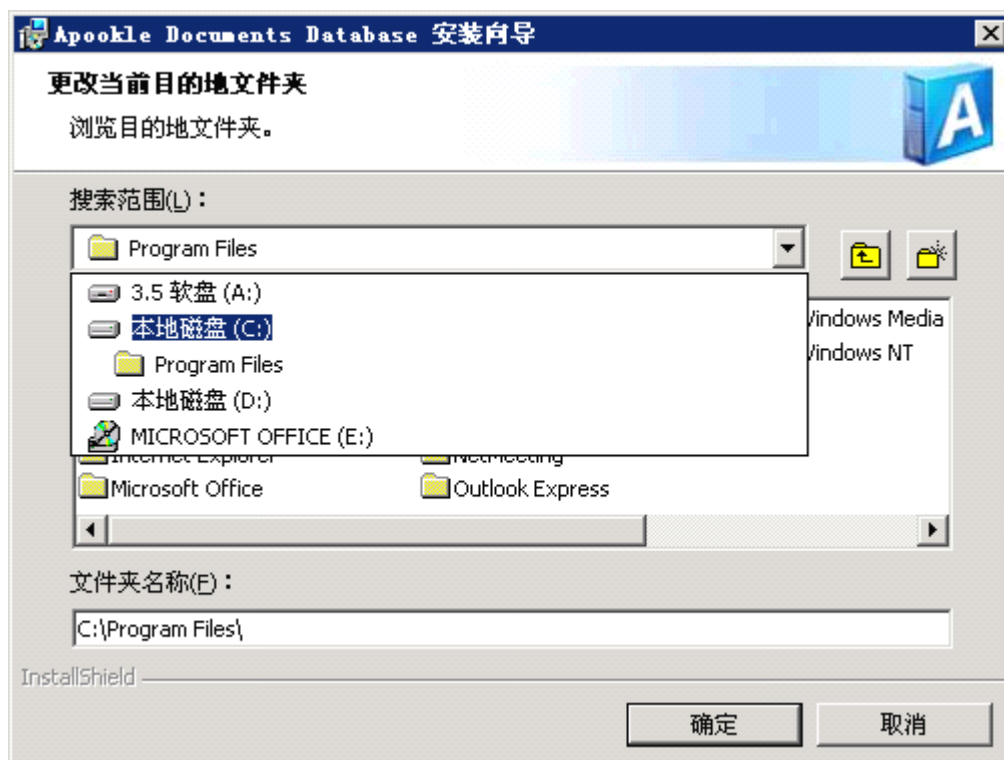 Apookle Documents Database 安装向导
更改当前目的地文件夹
浏览目的地文件夹。
A
搜索范围(L)：
Program Files
3.5 软盘 (A:)
本地磁盘 (C:)
Program Files
本地磁盘 (D:)
MICROSOFT OFFICE (E:)
Windows Media
Windows NT
Internet Explorer
NetMeeting
Microsoft Office
Outlook Express
文件夹名称(F)：
C:\Program Files\
InstallShield
确定
取消